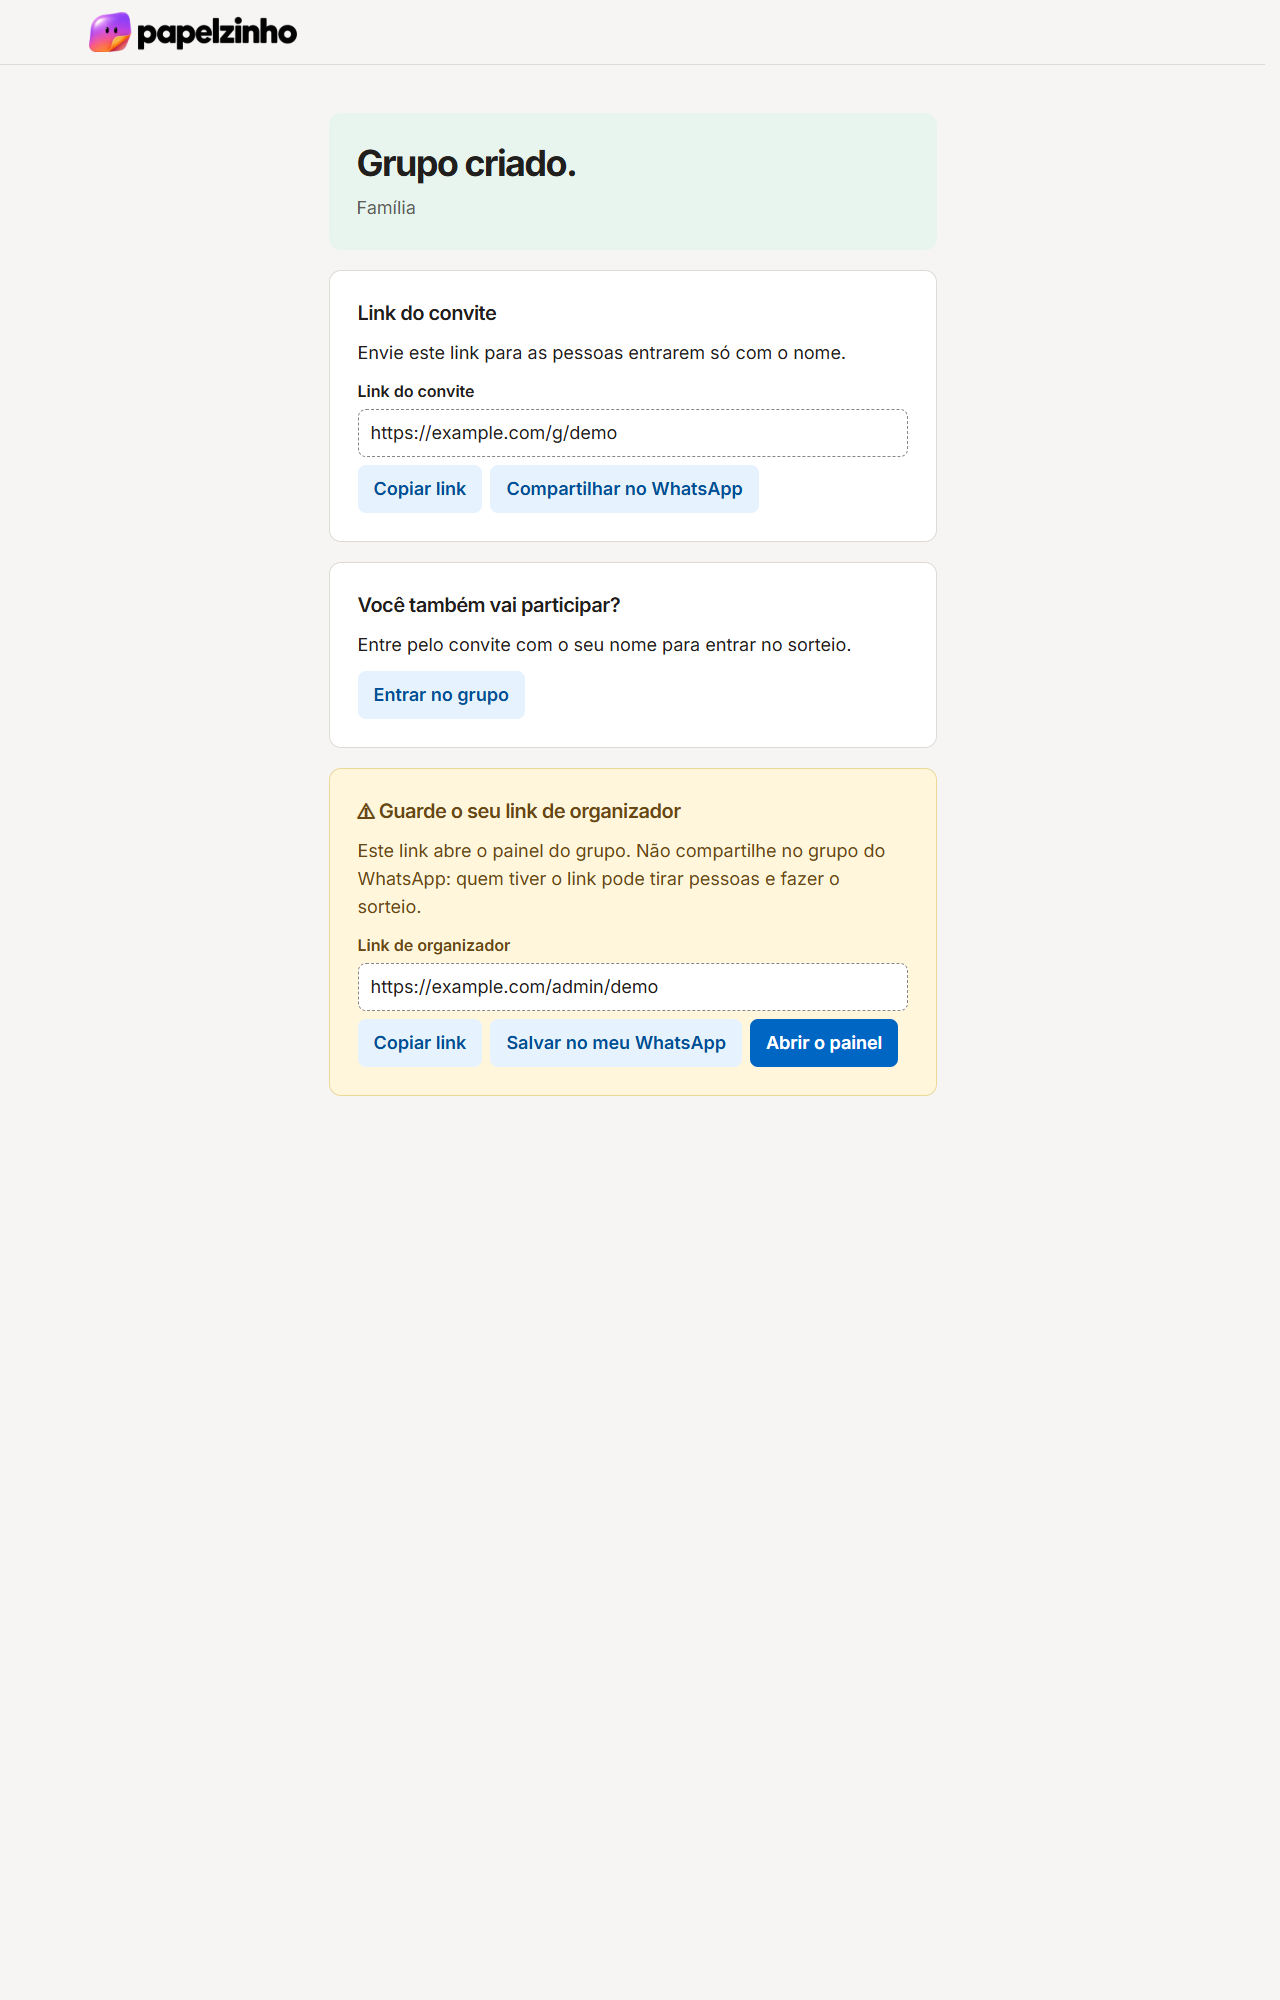 papelzinho
Grupo criado.
Família
Link do convite
Envie este link para as pessoas entrarem só com o nome.
Link do convite
https://example.com/g/demo
Copiar link
Compartilhar no WhatsApp
Você também vai participar?
Entre pelo convite com o seu nome para entrar no sorteio.
Entrar no grupo
⚠ Guarde o seu link de organizador
Este link abre o painel do grupo. Não compartilhe no grupo do
WhatsApp: quem tiver o link pode tirar pessoas e fazer o
sorteio.
Link de organizador
https://example.com/admin/demo
Copiar link
Salvar no meu WhatsApp
Abrir o painel